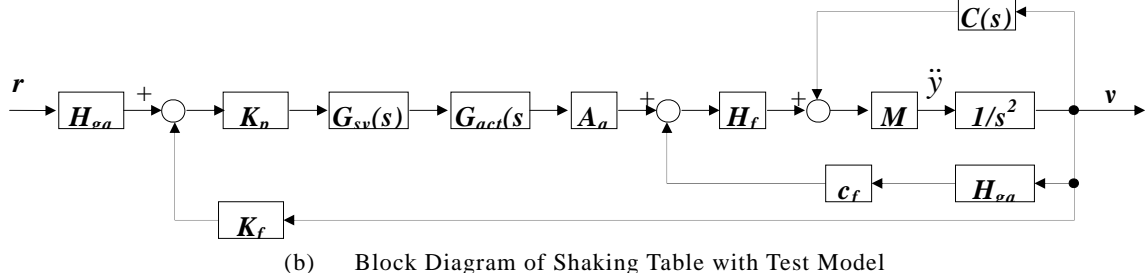 C(s)
r
+
H_ga
K_p
G_sv(s)
G_act(s
A_a
+
H_f
+
M
ÿ
1/s²
y
c_f
H_ga
K_f
(b) Block Diagram of Shaking Table with Test Model